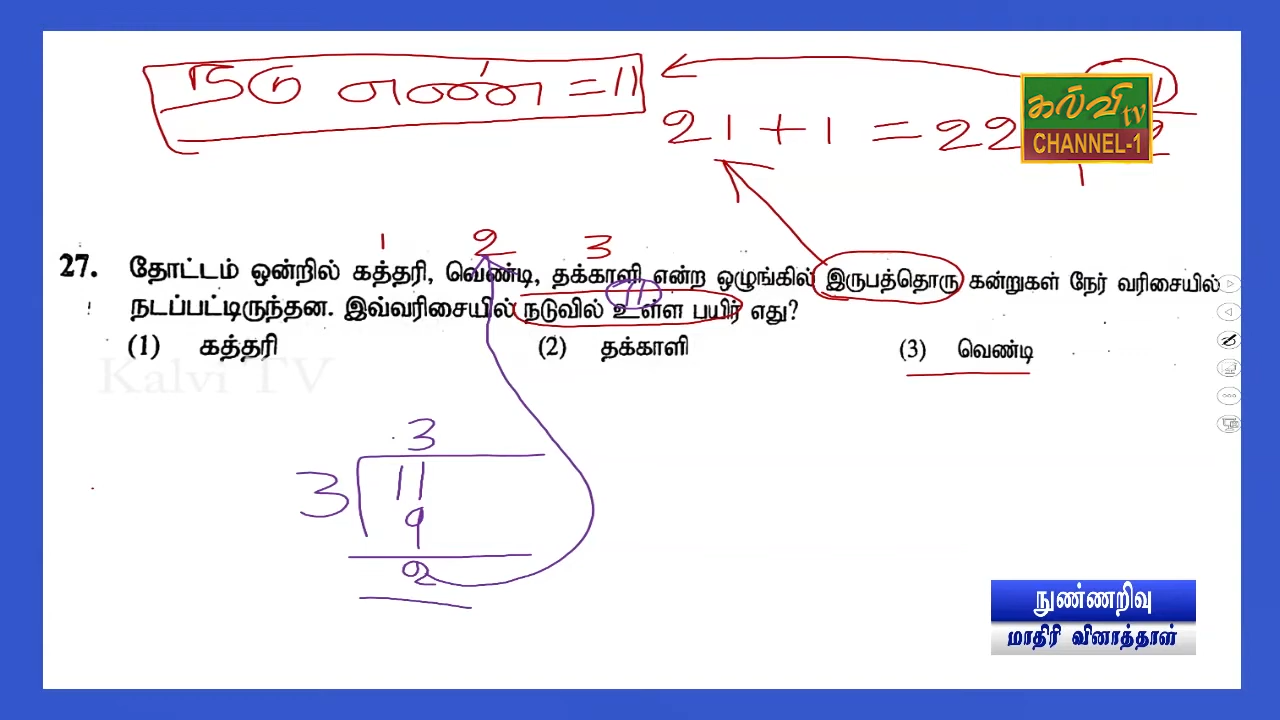 நடு எண் = 11
கல்வி tv
CHANNEL-1
21 + 1 = 22
1 2 3
27. தோட்டம் ஒன்றில் கத்தரி, வெண்டி, தக்காளி என்ற ஒழுங்கில் இருபத்தொரு கன்றுகள் நேர் வரிசையில்
11
நடப்பட்டிருந்தன. இவ்வரிசையில் நடுவில் உள்ள பயிர் எது?
(1) கத்தரி (2) தக்காளி (3) வெண்டி
Kalvi TV
3
3 11
9
2
நுண்ணறிவு
மாதிரி வினாத்தாள்